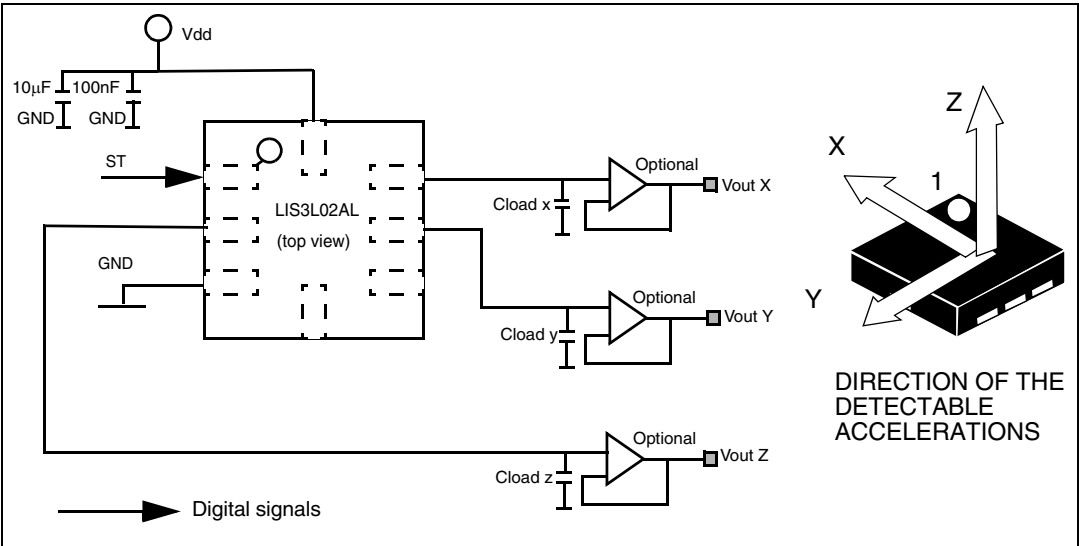 Vdd
10μF 100nF
GND GND
ST
LIS3L02AL
(top view)
GND
Optional
Cload x
Vout X
Optional
Cload y
Vout Y
Optional
Cload z
Vout Z
Digital signals
Z
X
1
Y
DIRECTION OF THE
DETECTABLE
ACCELERATIONS